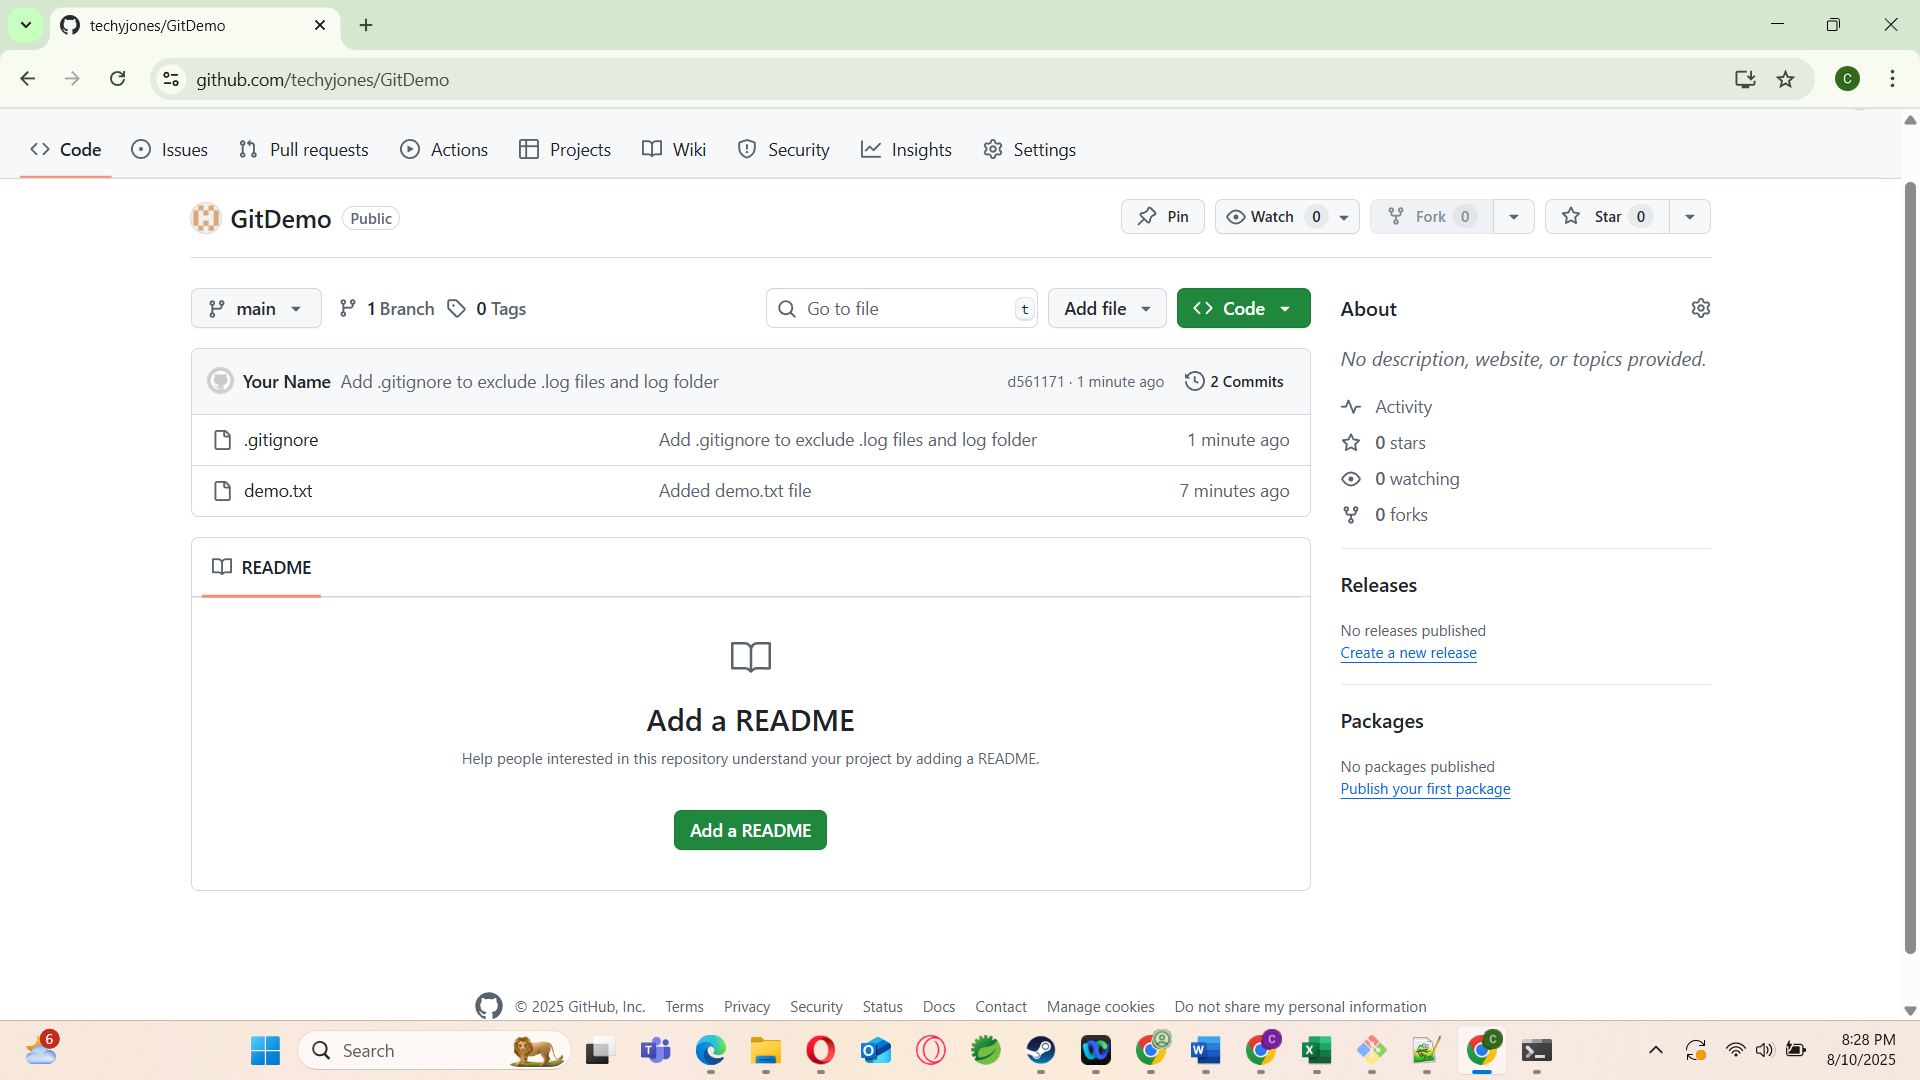 techyjones/GitDemo
github.com/techyjones/GitDemo
C
Code Issues Pull requests Actions Projects Wiki Security Insights Settings
GitDemo Public Pin Watch 0 Fork 0 Star 0
main 1 Branch 0 Tags Go to file t Add file Code About
No description, website, or topics provided.
Your Name Add .gitignore to exclude .log files and log folder d561171 · 1 minute ago 2 Commits
Activity
.gitignore Add .gitignore to exclude .log files and log folder 1 minute ago
0 stars
0 watching
demo.txt Added demo.txt file 7 minutes ago
0 forks
README
Releases
No releases published
Create a new release
Add a README
Packages
Help people interested in this repository understand your project by adding a README.
No packages published
Publish your first package
Add a README
© 2025 GitHub, Inc. Terms Privacy Security Status Docs Contact Manage cookies Do not share my personal information
6 Search C C 8:28 PM
8/10/2025